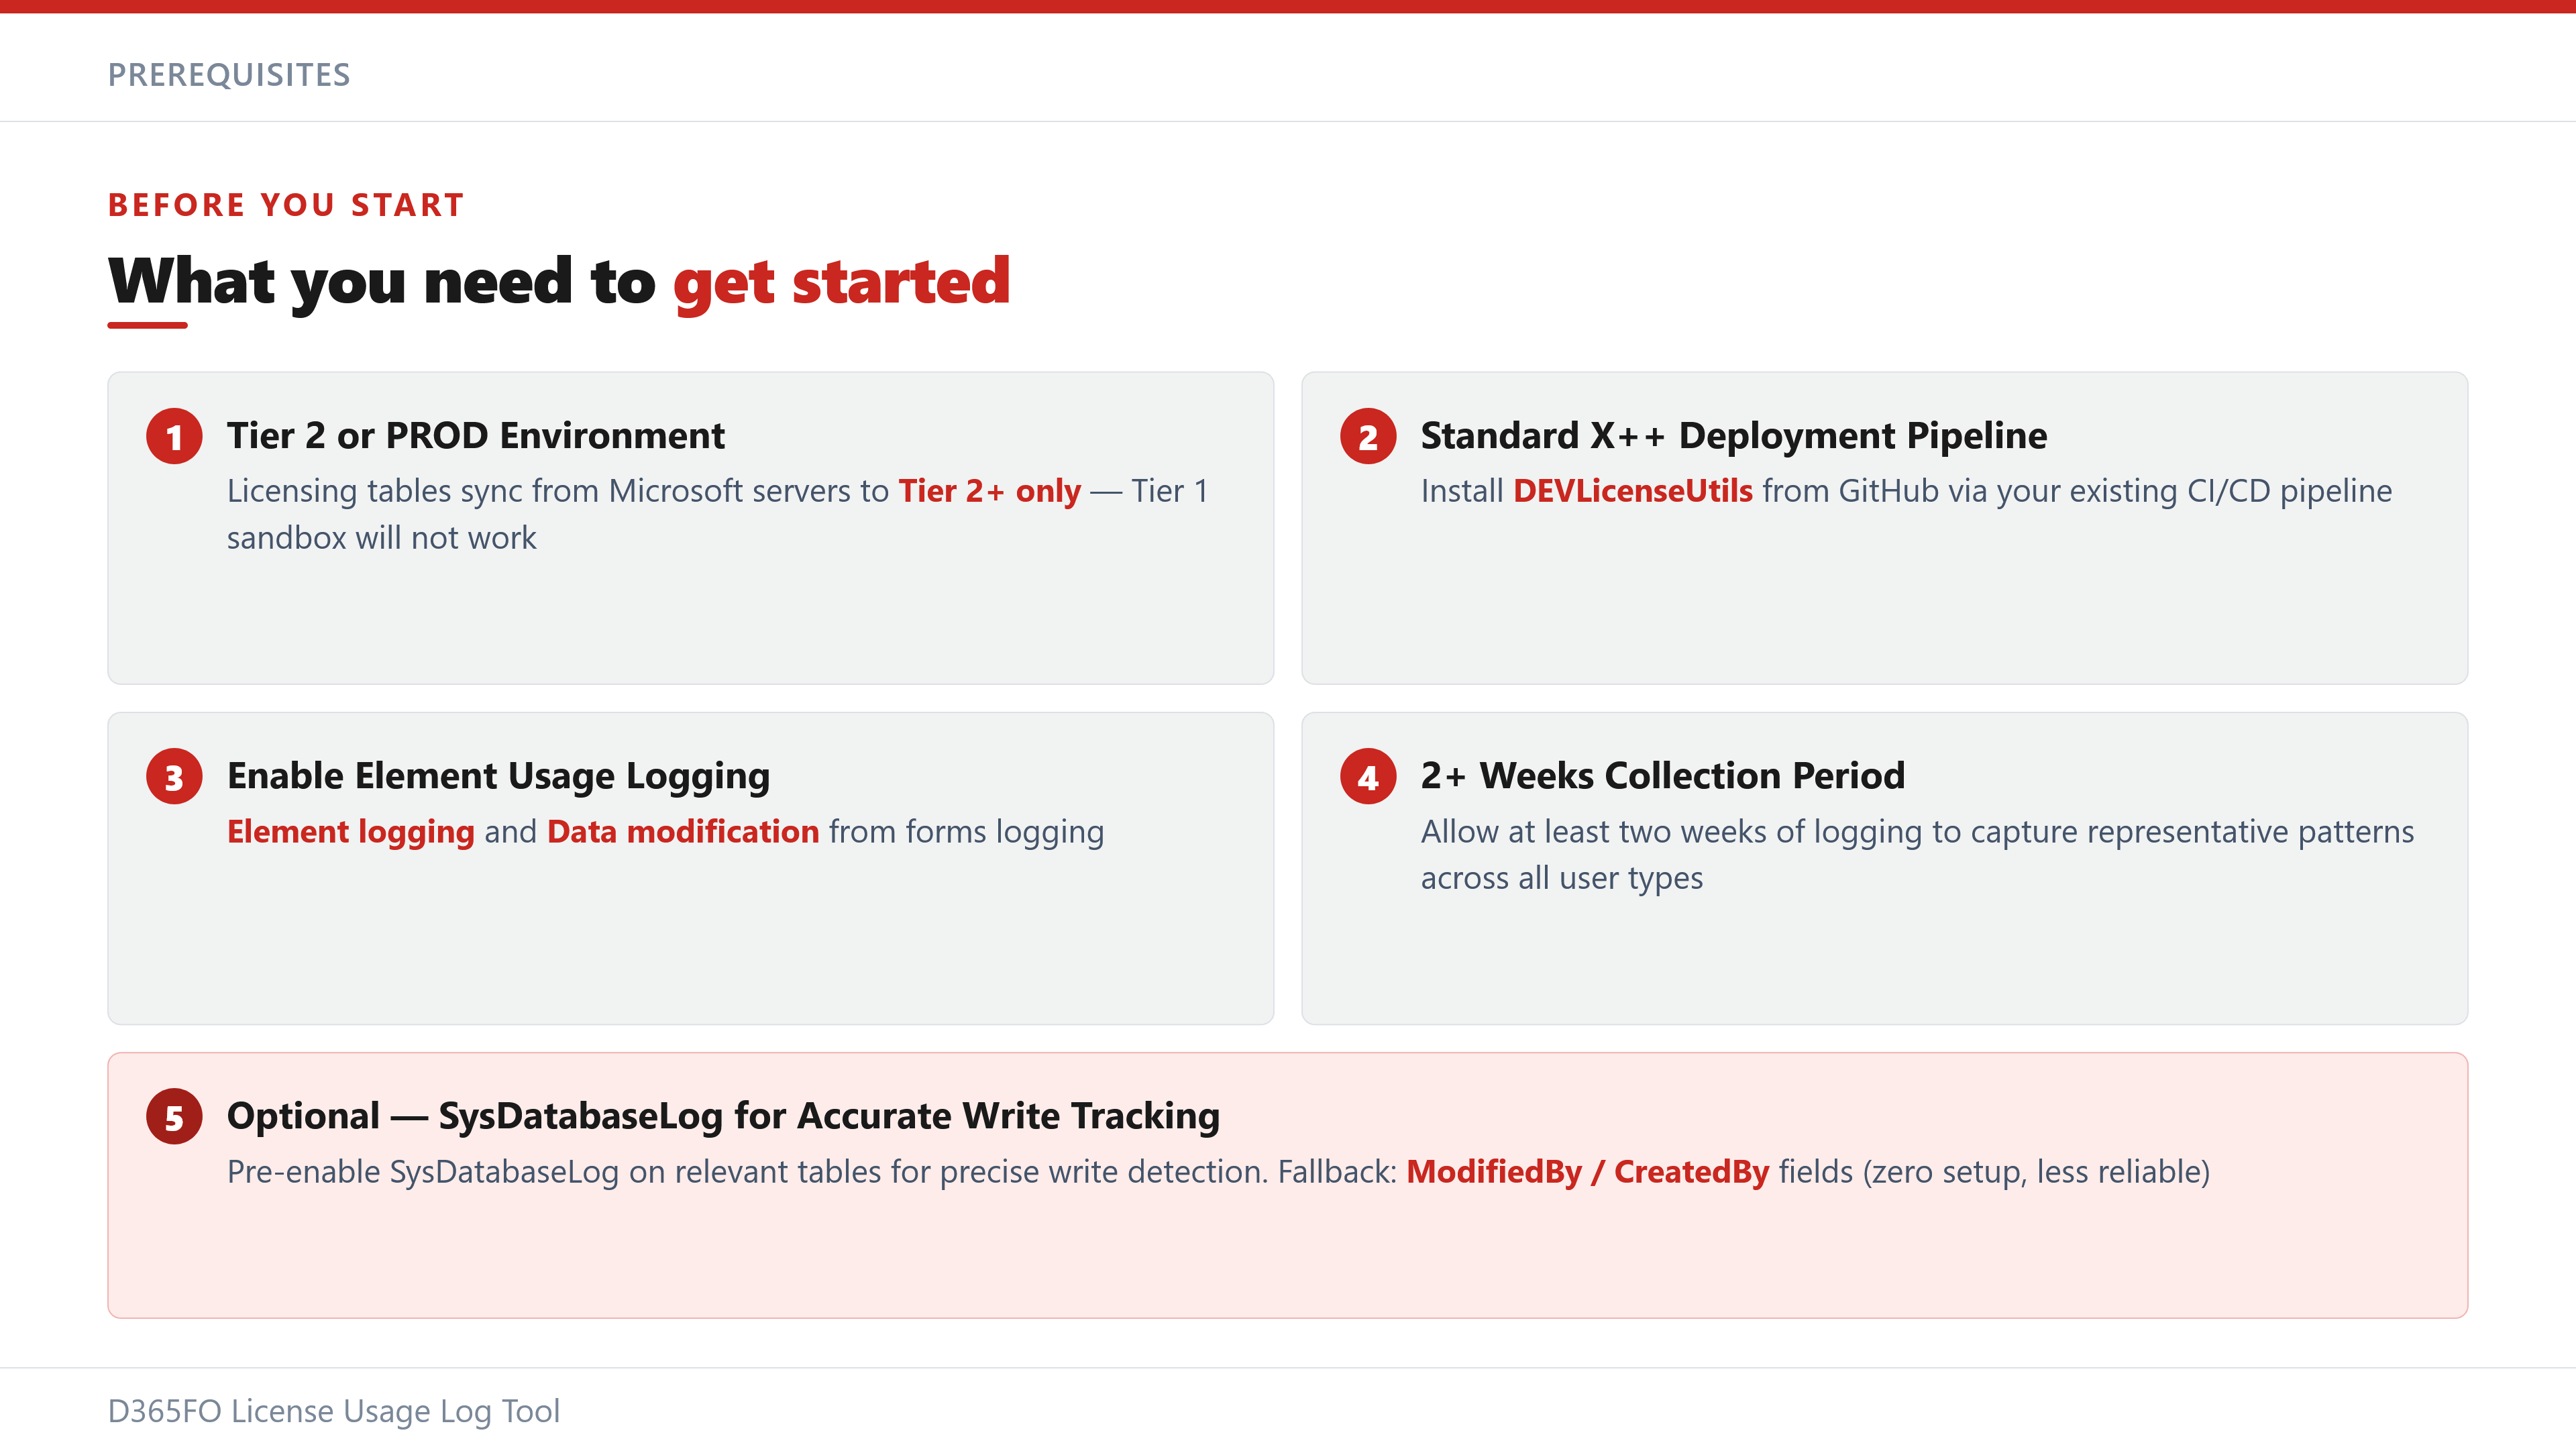 PREREQUISITES
BEFORE YOU START
What you need to get started
1 Tier 2 or PROD Environment
Licensing tables sync from Microsoft servers to Tier 2+ only — Tier 1
sandbox will not work
2 Standard X++ Deployment Pipeline
Install DEVLicenseUtils from GitHub via your existing CI/CD pipeline
3 Enable Element Usage Logging
Element logging and Data modification from forms logging
4 2+ Weeks Collection Period
Allow at least two weeks of logging to capture representative patterns
across all user types
5 Optional — SysDatabaseLog for Accurate Write Tracking
Pre-enable SysDatabaseLog on relevant tables for precise write detection. Fallback: ModifiedBy / CreatedBy fields (zero setup, less reliable)
D365FO License Usage Log Tool